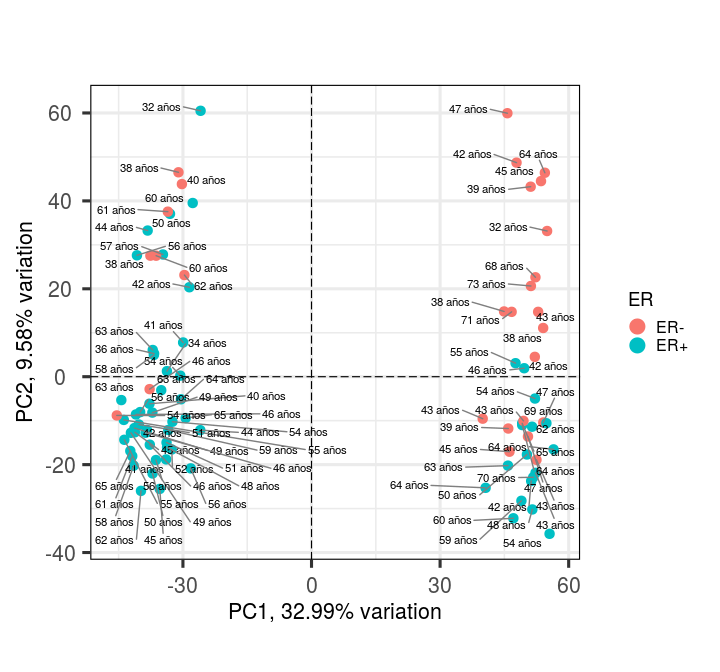 32 años
47 años
42 años
64 años
38 años
45 años
40 años
39 años
60 años
61 años
50 años
44 años
32 años
57 años
56 años
38 años
60 años
68 años
42 años
62 años
73 años
38 años
71 años
43 años
41 años
63 años
34 años
38 años
36 años
55 años
54 años
46 años
58 años
46 años
42 años
63 años
64 años
63 años
54 años
47 años
56 años
49 años
40 años
43 años
43 años
69 años
54 años
65 años
46 años
39 años
62 años
42 años
51 años
44 años
54 años
45 años
49 años
59 años
55 años
45 años
64 años
65 años
41 años
52 años
51 años
46 años
63 años
64 años
65 años
56 años
46 años
48 años
64 años
70 años
47 años
50 años
61 años
55 años
56 años
42 años
43 años
58 años
50 años
49 años
60 años
48 años
43 años
62 años
45 años
59 años
54 años
60
40
20
0
-20
-40
-30
0
30
60
PC1, 32.99% variation
PC2, 9.58% variation
ER
ER-
ER+